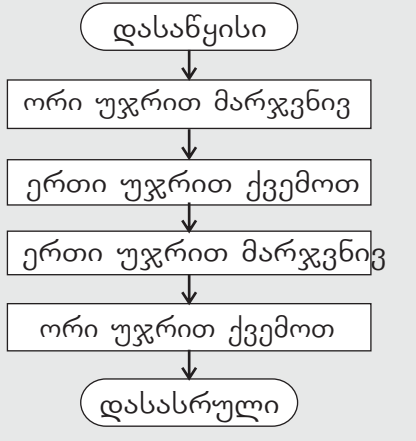 დასაწყისი
ორი უჯრით მარჯვნივ
ერთი უჯრით ქვემოთ
ერთი უჯრით მარჯვნივ
ორი უჯრით ქვემოთ
დასასრული